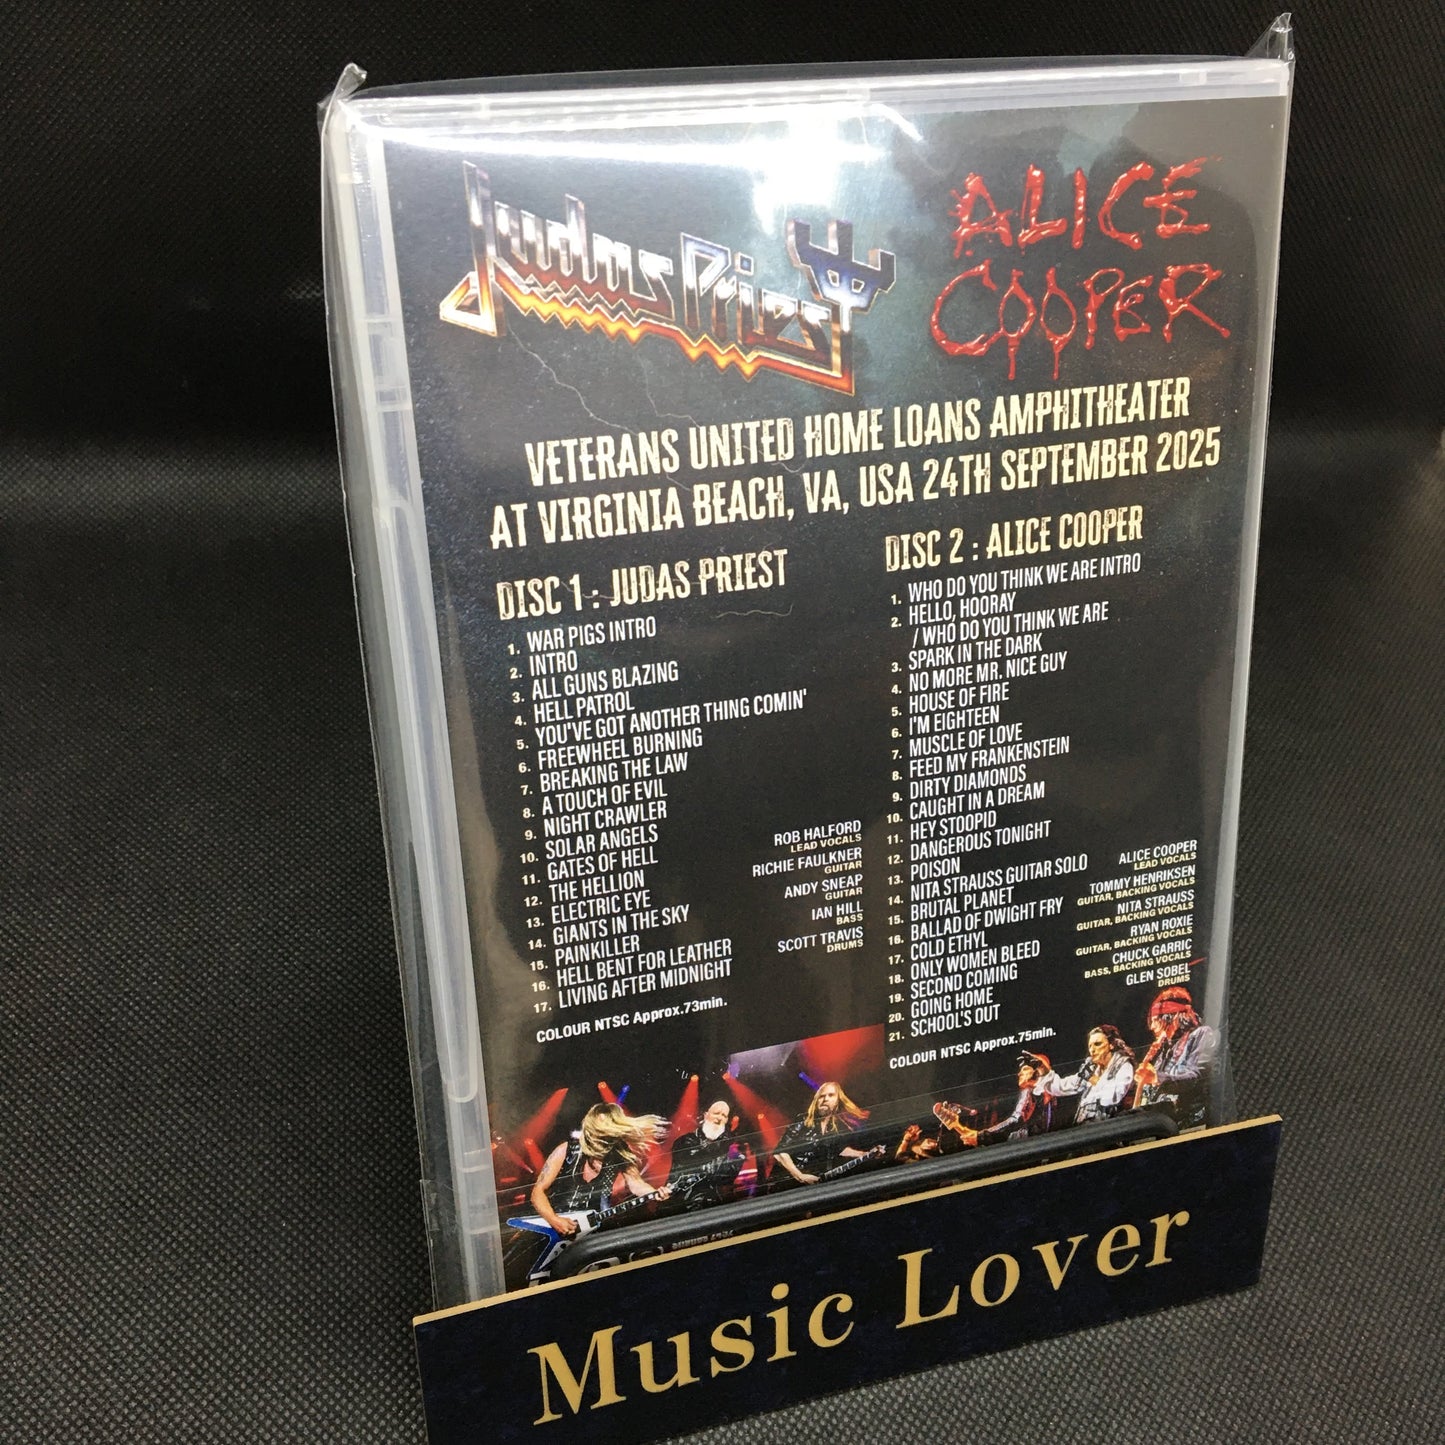 Judas Priest
ALICE
COOPER
VETERANS UNITED HOME LOANS AMPHITHEATER
AT VIRGINIA BEACH, VA, USA 24TH SEPTEMBER 2025
DISC 1 : JUDAS PRIEST
1. WAR PIGS INTRO
2. INTRO
3. ALL GUNS BLAZING
4. HELL PATROL
5. YOU'VE GOT ANOTHER THING COMIN'
6. FREEWHEEL BURNING
7. BREAKING THE LAW
8. A TOUCH OF EVIL
9. NIGHT CRAWLER
10. SOLAR ANGELS
11. GATES OF HELL
12. THE HELLION
13. ELECTRIC EYE
14. GIANTS IN THE SKY
15. PAINKILLER
16. HELL BENT FOR LEATHER
17. LIVING AFTER MIDNIGHT
COLOUR NTSC Approx.73min.
ROB HALFORD
LEAD VOCALS
RICHIE FAULKNER
GUITAR
ANDY SNEAP
GUITAR
IAN HILL
BASS
SCOTT TRAVIS
DRUMS
DISC 2 : ALICE COOPER
1. WHO DO YOU THINK WE ARE INTRO
2. HELLO, HOORAY
/ WHO DO YOU THINK WE ARE
3. SPARK IN THE DARK
4. NO MORE MR. NICE GUY
5. HOUSE OF FIRE
6. I'M EIGHTEEN
7. MUSCLE OF LOVE
8. FEED MY FRANKENSTEIN
9. DIRTY DIAMONDS
10. CAUGHT IN A DREAM
11. HEY STOOPID
12. DANGEROUS TONIGHT
13. POISON
14. NITA STRAUSS GUITAR SOLO
15. BRUTAL PLANET
16. BALLAD OF DWIGHT FRY
17. COLD ETHYL
18. ONLY WOMEN BLEED
19. SECOND COMING
20. GOING HOME
21. SCHOOL'S OUT
COLOUR NTSC Approx.75min.
ALICE COOPER
LEAD VOCALS
TOMMY HENRIKSEN
GUITAR, BACKING VOCALS
NITA STRAUSS
GUITAR, BACKING VOCALS
RYAN ROXIE
GUITAR, BACKING VOCALS
CHUCK GARRIC
BASS, BACKING VOCALS
GLEN SOBEL
DRUMS
Music Lover